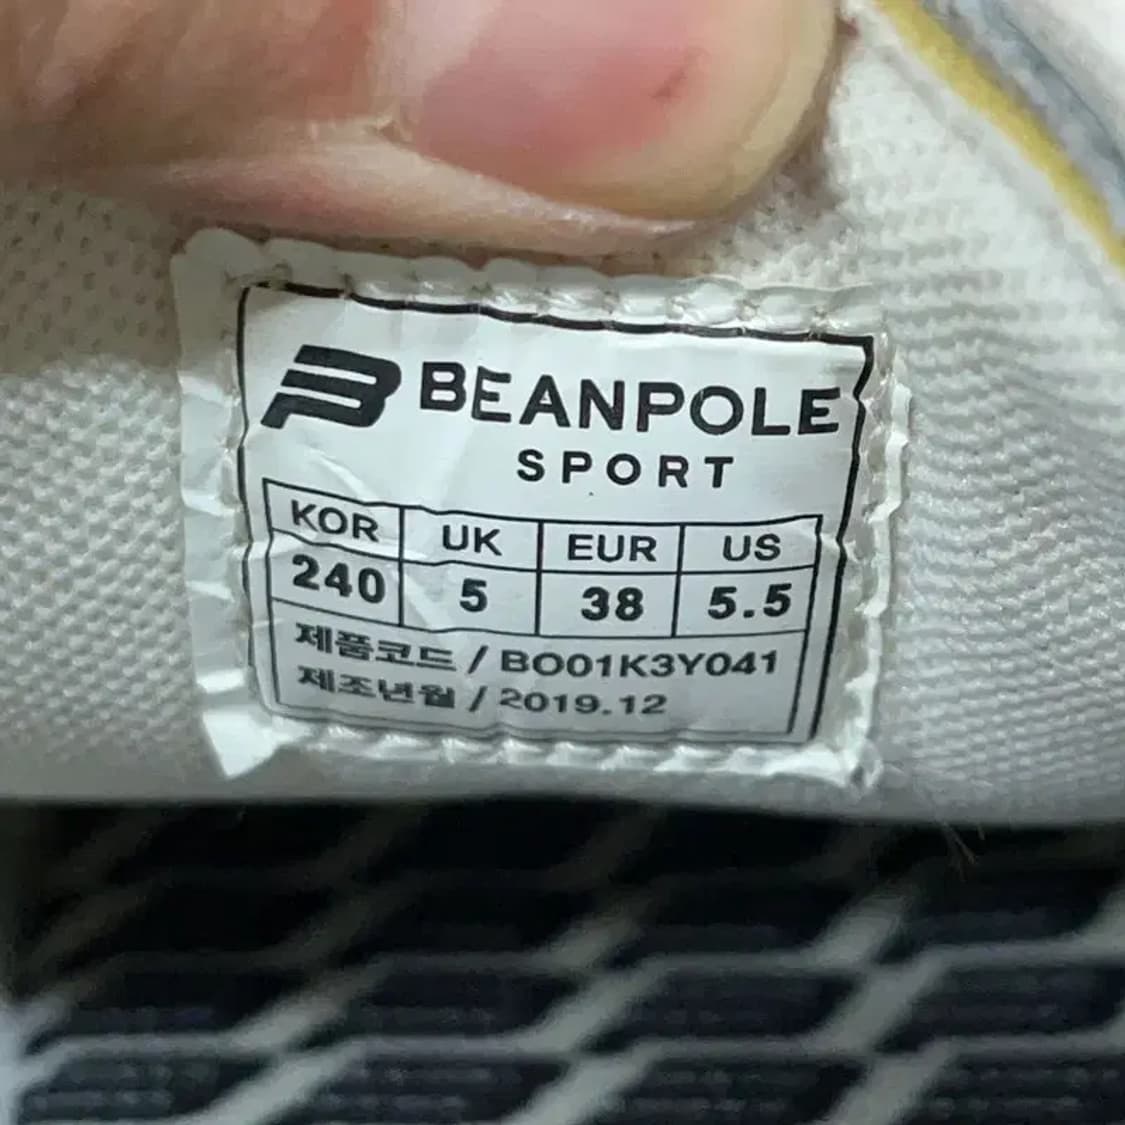 BEANPOLE
SPORT
KOR UK EUR US
240 5 38 5.5
제품코드 / BO01K3Y041
제조년월 / 2019.12